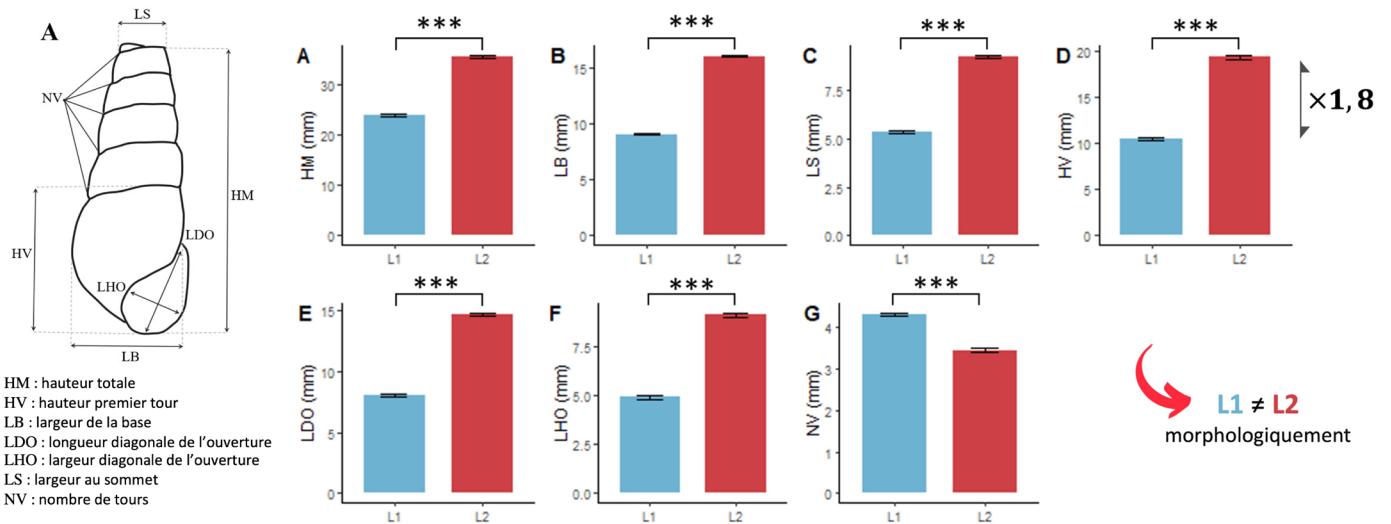 A
LS
NV
HM
HV
LDO
LHO
LB
HM : hauteur totale
HV : hauteur premier tour
LB : largeur de la base
LDO : longueur diagonale de l'ouverture
LHO : largeur diagonale de l'ouverture
LS : largeur au sommet
NV : nombre de tours
A
***
HM (mm)
30
20
10
0
L1 L2
B
***
LB (mm)
15
10
5
0
L1 L2
C
***
LS (mm)
7.5
5.0
2.5
0.0
L1 L2
D
***
HV (mm)
20
15
10
5
0
L1 L2
×1,8
E
***
LDO (mm)
15
10
5
0
L1 L2
F
***
LHO (mm)
7.5
5.0
2.5
0.0
L1 L2
G
***
NV (mm)
4
3
2
1
0
L1 L2
L1 ≠ L2
morphologiquement